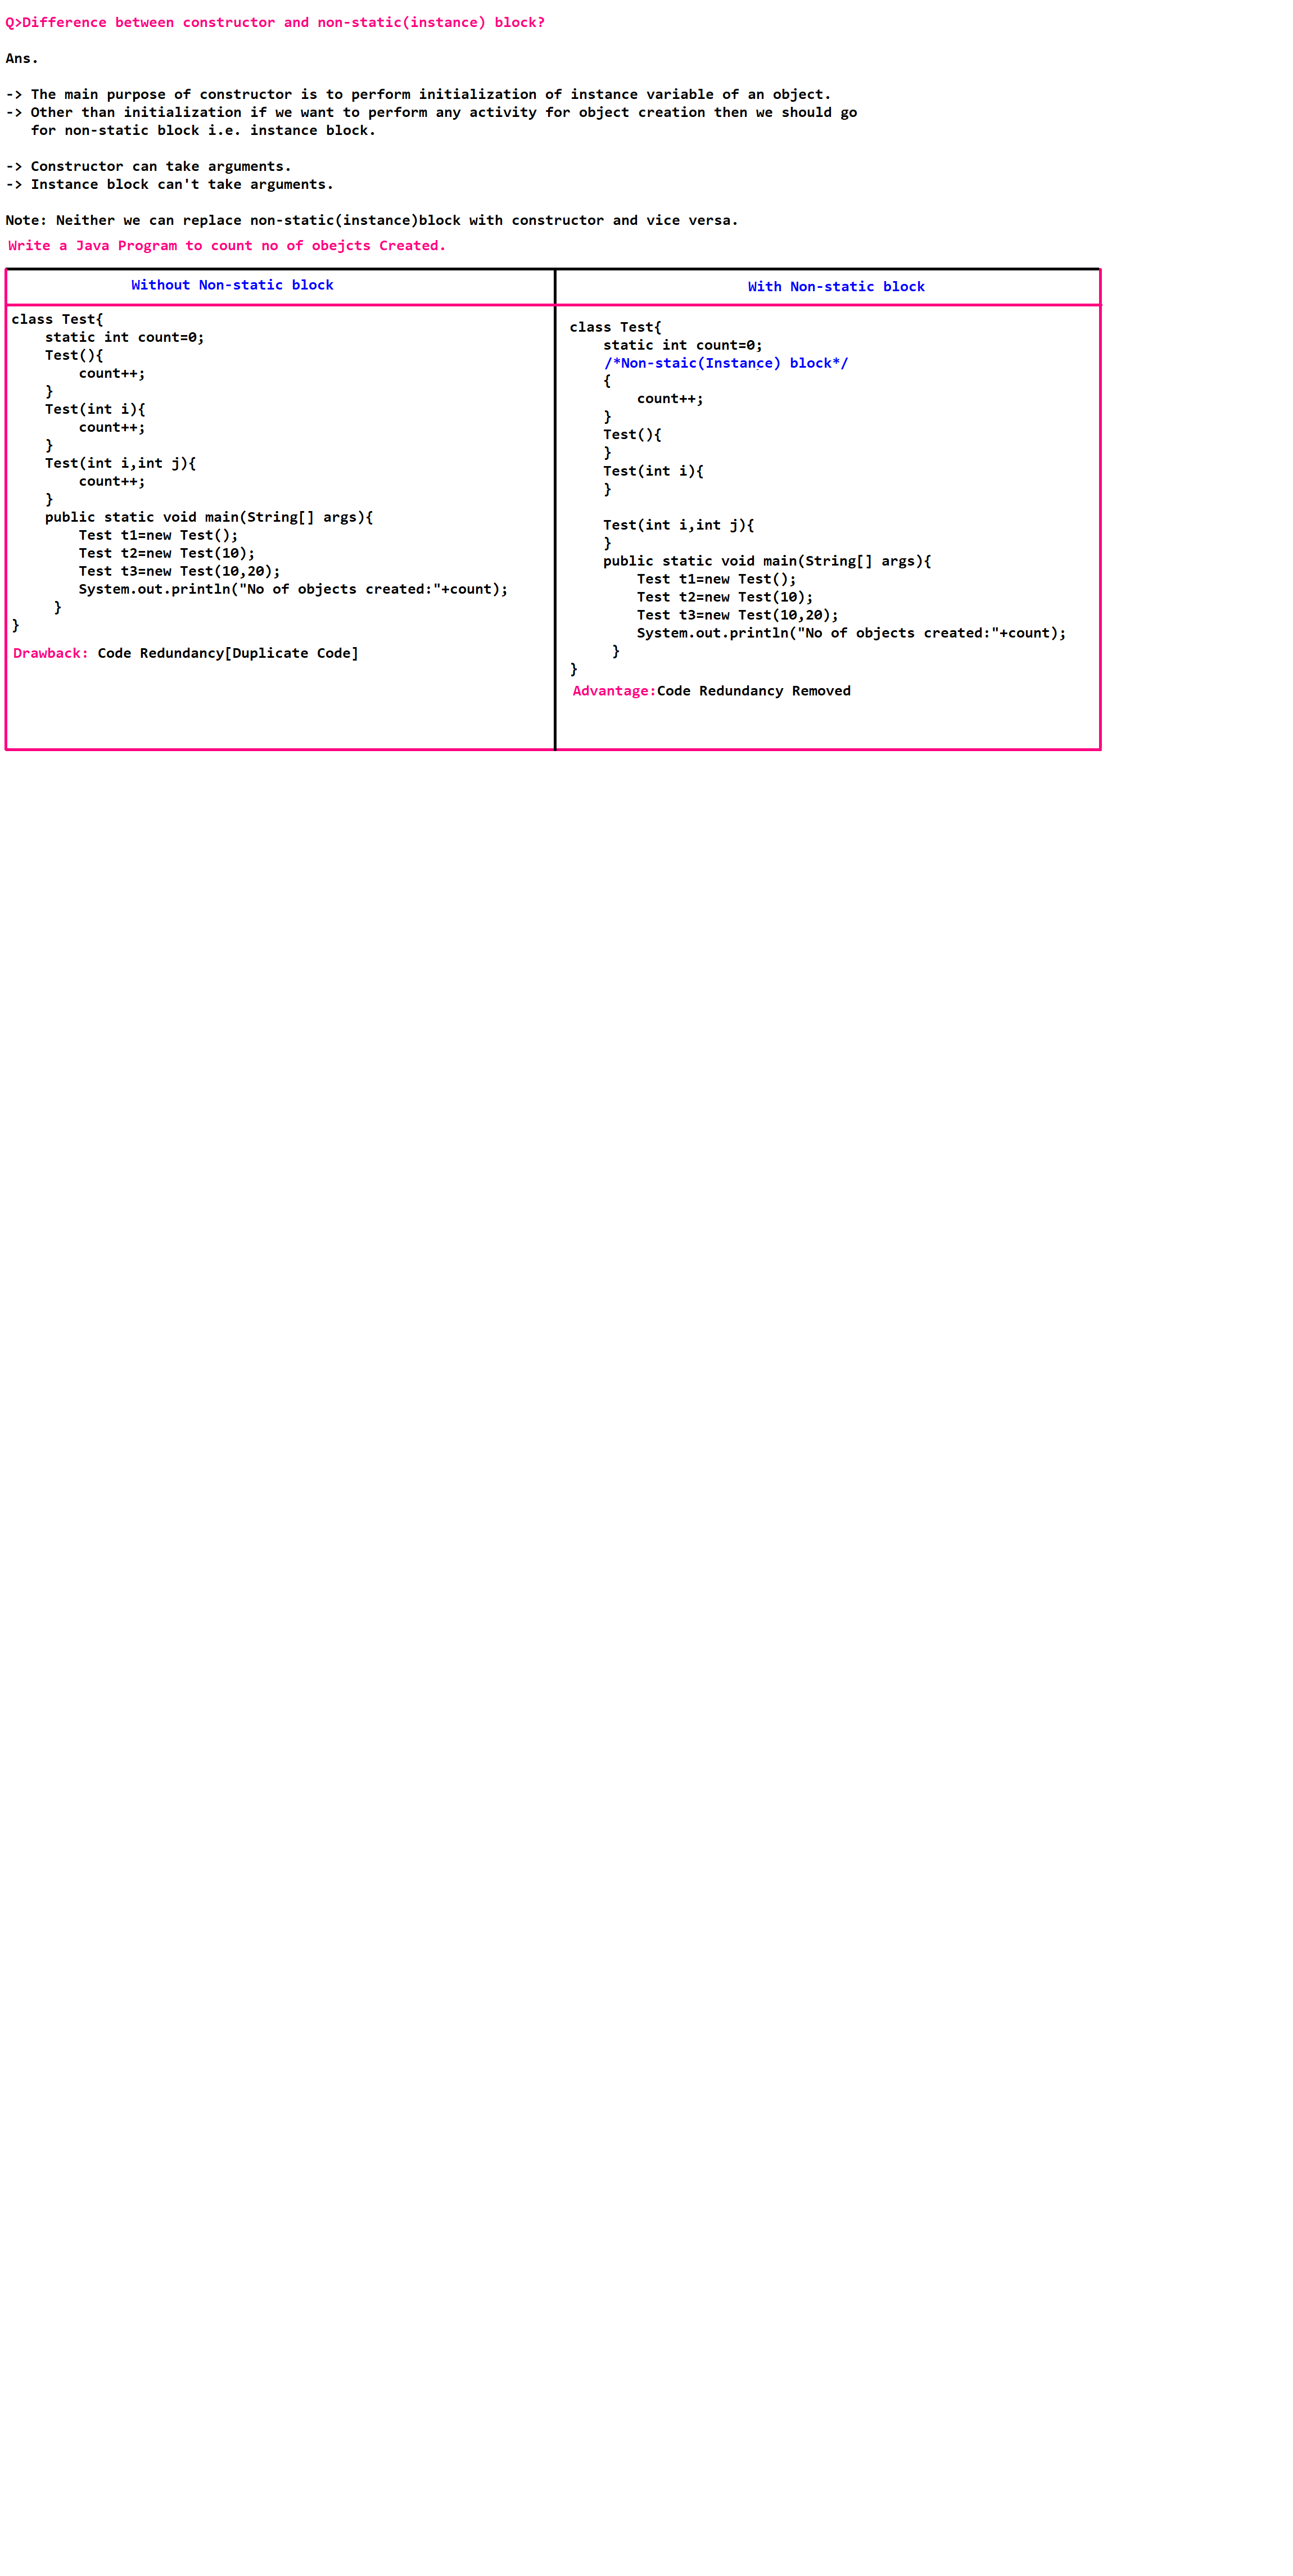 Q>Difference between constructor and non-static(instance) block?
Ans.
-> The main purpose of constructor is to perform initialization of instance variable of an object.
-> Other than initialization if we want to perform any activity for object creation then we should go
for non-static block i.e. instance block.
-> Constructor can take arguments.
-> Instance block can't take arguments.
Note: Neither we can replace non-static(instance)block with constructor and vice versa.
Write a Java Program to count no of obejcts Created.
Without Non-static block
class Test{
    static int count=0;
    Test(){
        count++;
    }
    Test(int i){
        count++;
    }
    Test(int i,int j){
        count++;
    }
    public static void main(String[] args){
        Test t1=new Test();
        Test t2=new Test(10);
        Test t3=new Test(10,20);
        System.out.println("No of objects created:"+count);
     }
}
Drawback: Code Redundancy[Duplicate Code]
With Non-static block
class Test{
    static int count=0;
    /*Non-staic(Instance) block*/
    {
        count++;
    }
    Test(){
    }
    Test(int i){
    }
    Test(int i,int j){
    }
    public static void main(String[] args){
        Test t1=new Test();
        Test t2=new Test(10);
        Test t3=new Test(10,20);
        System.out.println("No of objects created:"+count);
     }
}
Advantage:Code Redundancy Removed